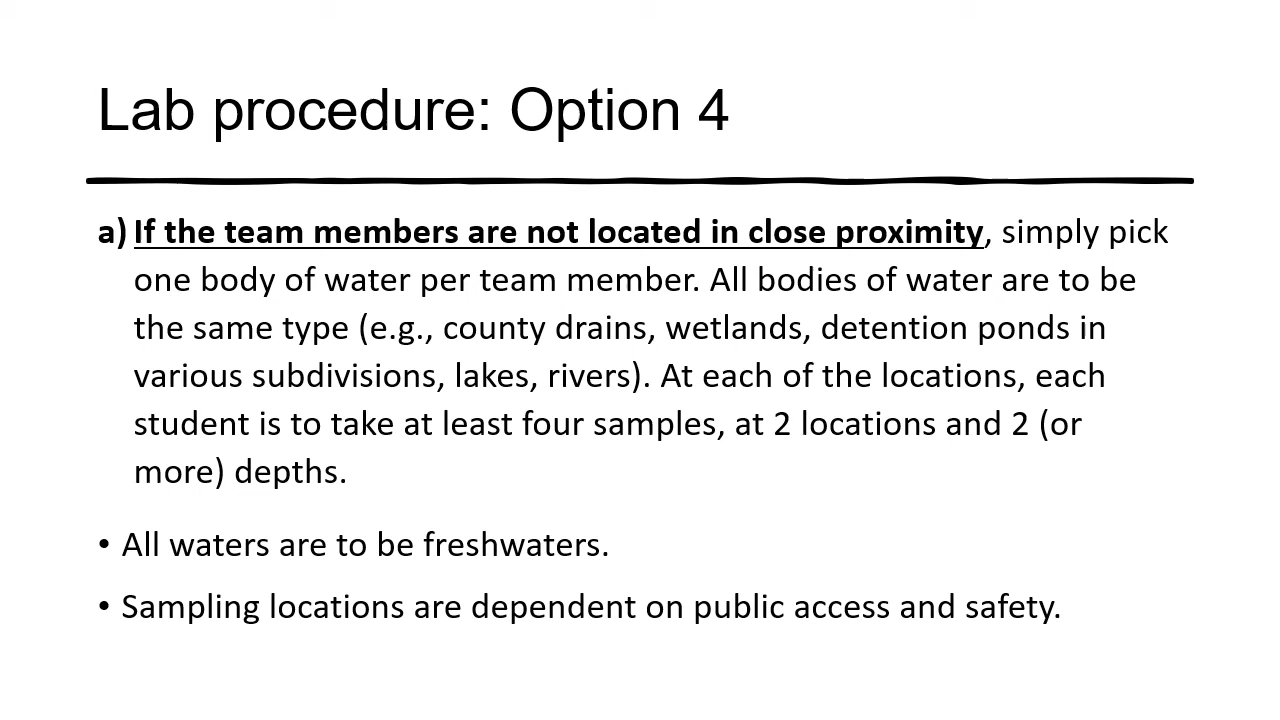 Lab procedure: Option 4
a) If the team members are not located in close proximity, simply pick
one body of water per team member. All bodies of water are to be
the same type (e.g., county drains, wetlands, detention ponds in
various subdivisions, lakes, rivers). At each of the locations, each
student is to take at least four samples, at 2 locations and 2 (or
more) depths.
• All waters are to be freshwaters.
• Sampling locations are dependent on public access and safety.